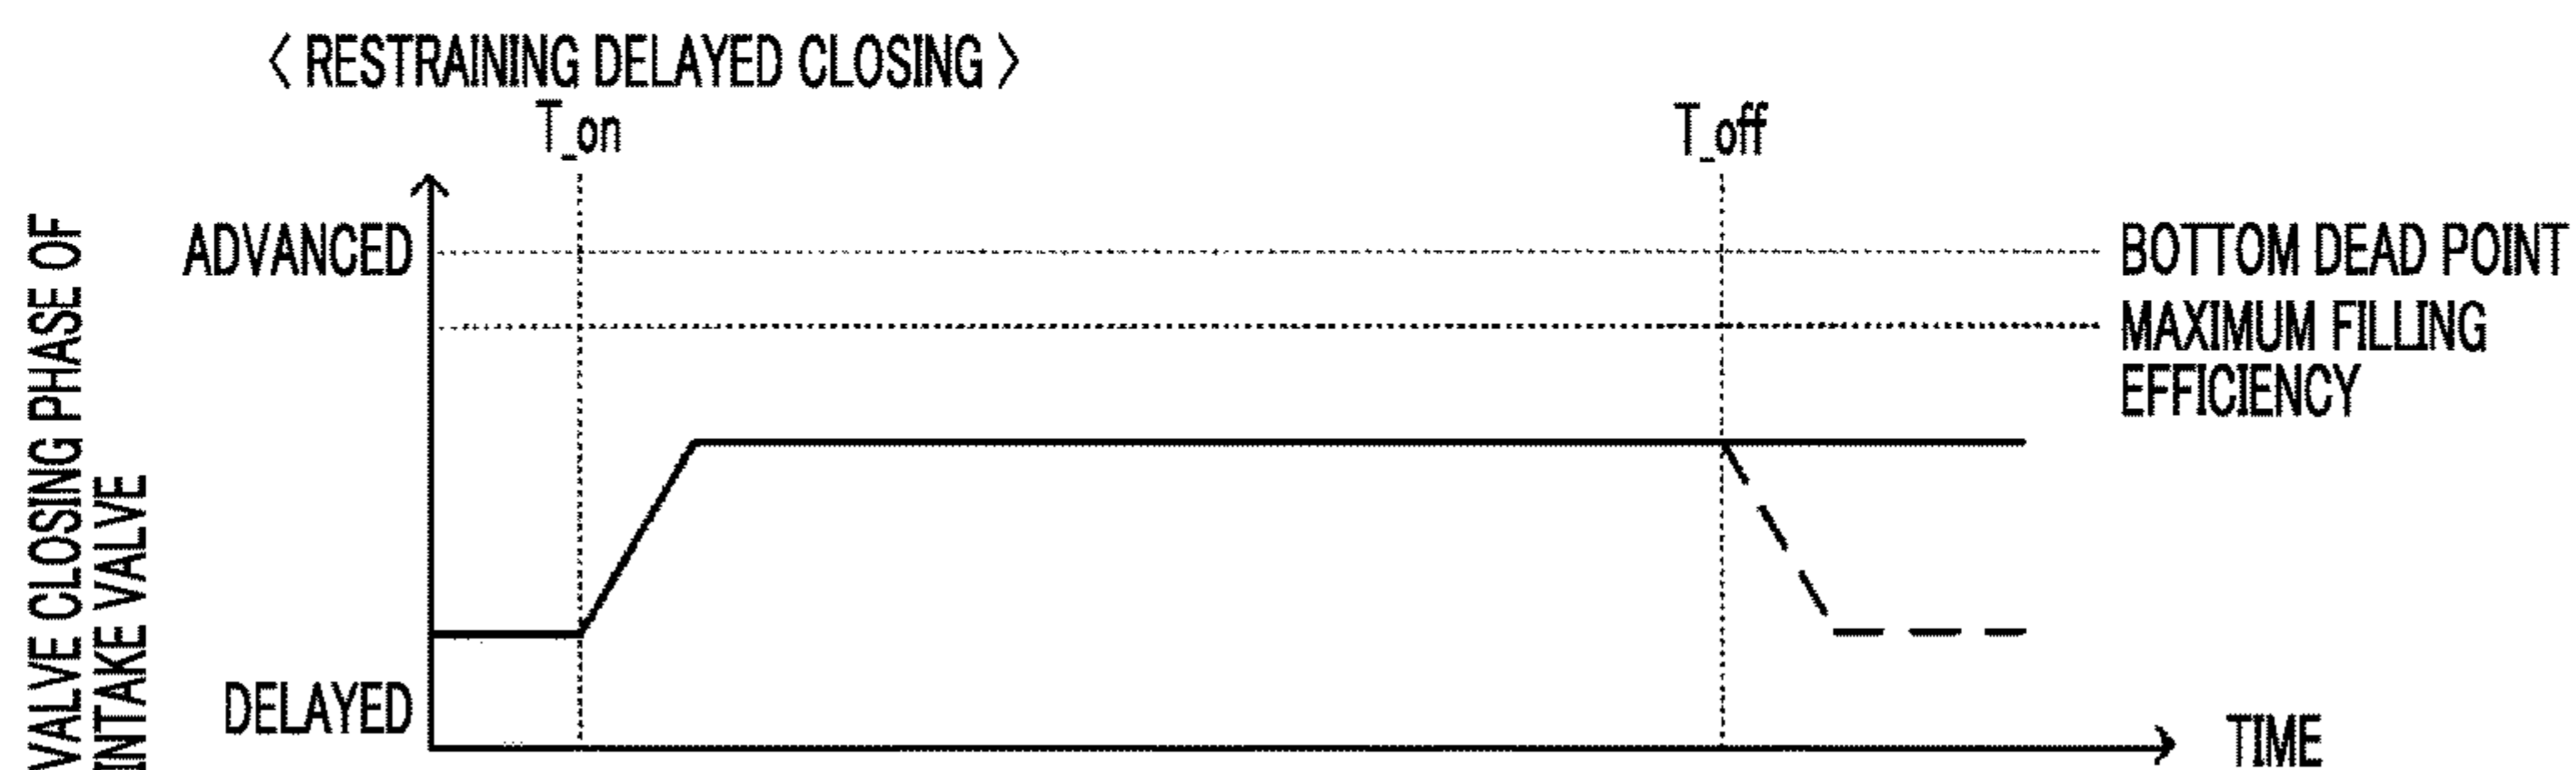 〈 RESTRAINING DELAYED CLOSING 〉
T_on
T_off
ADVANCED
BOTTOM DEAD POINT
MAXIMUM FILLING
EFFICIENCY
VALVE CLOSING PHASE OF
INTAKE VALVE
DELAYED
TIME